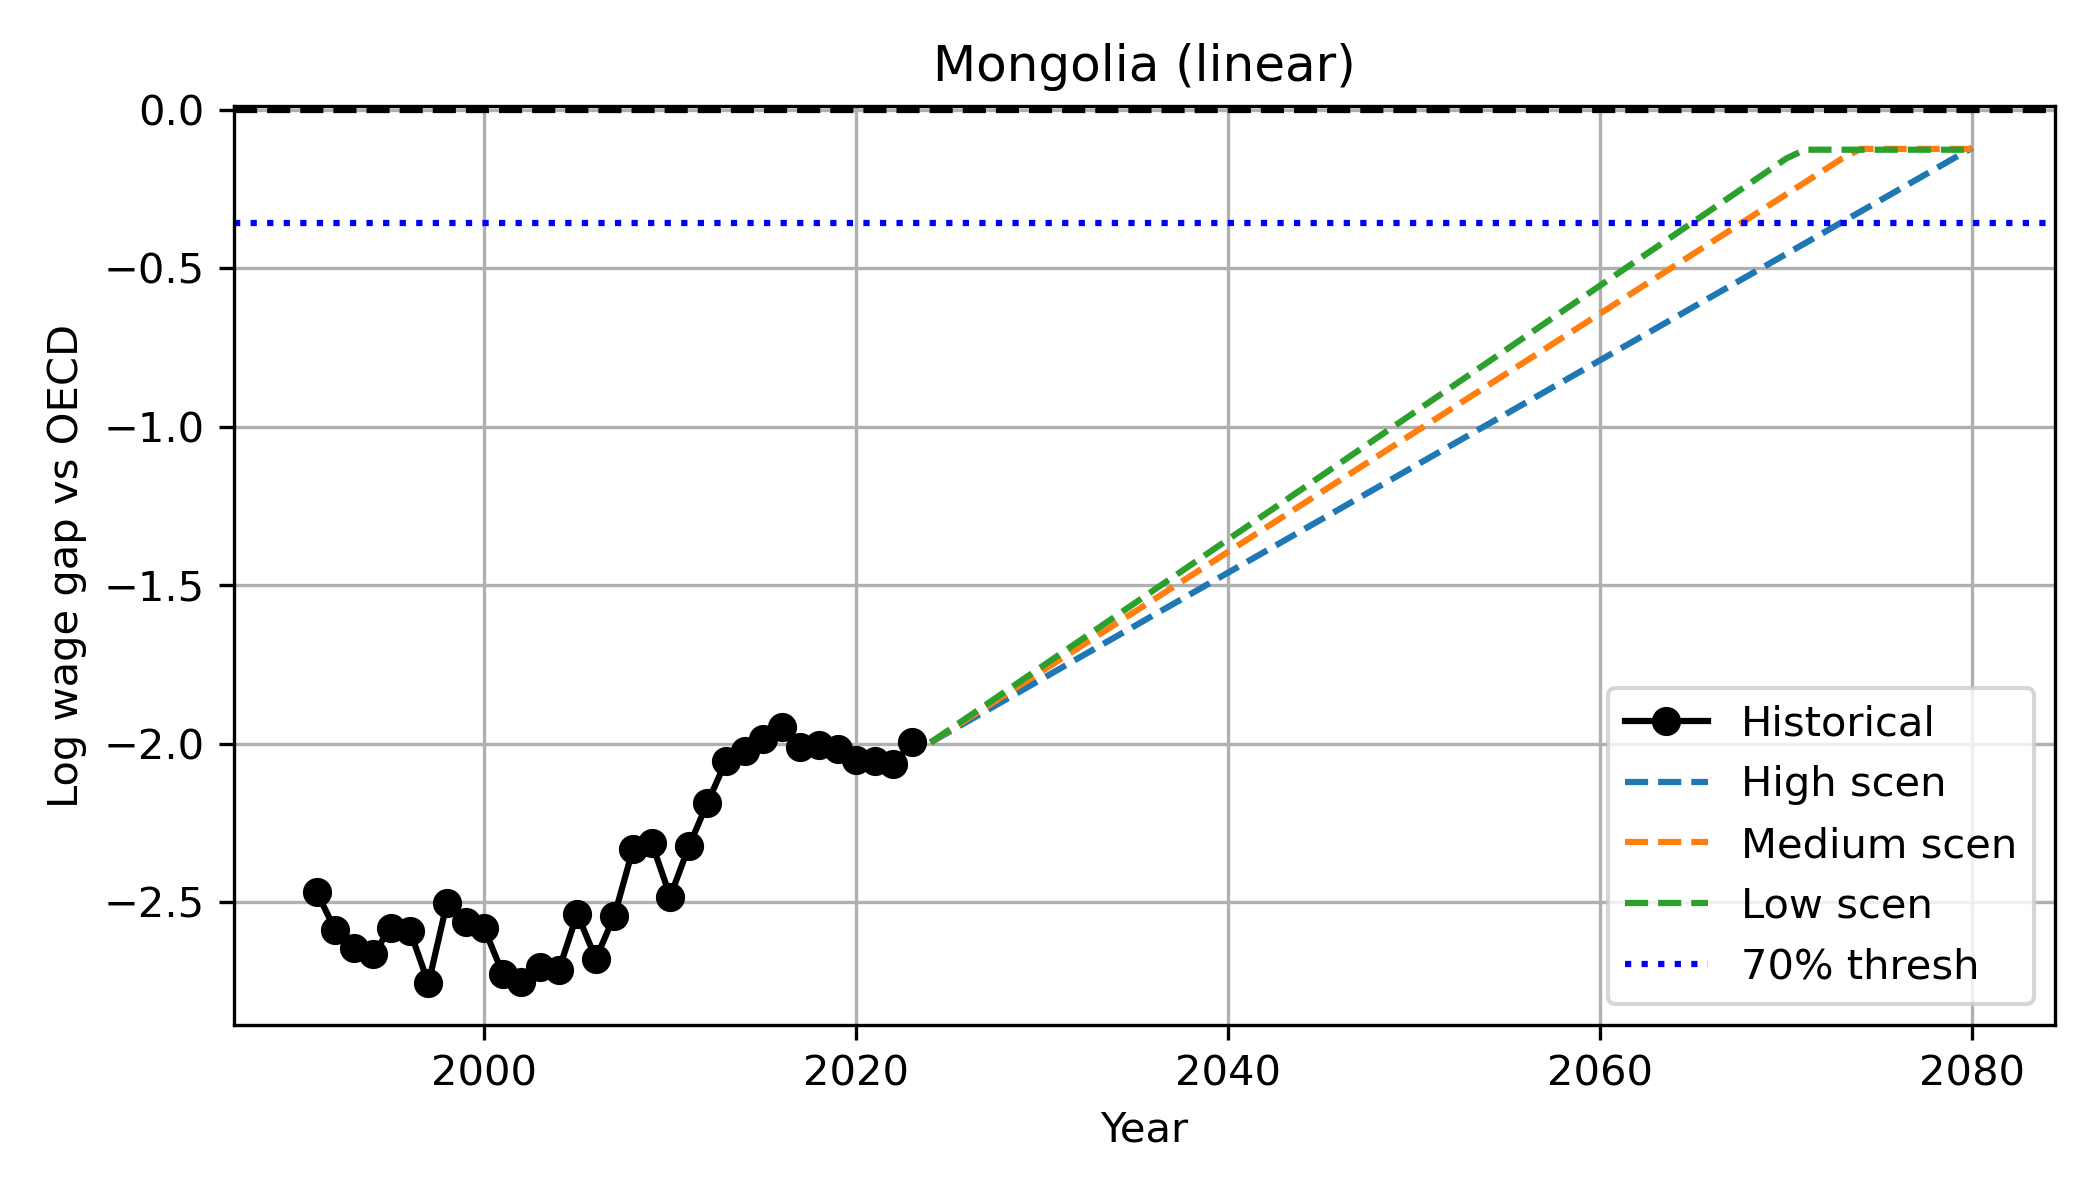 Mongolia (linear)
0.0
−0.5
−1.0
−1.5
−2.0
−2.5
Log wage gap vs OECD
Historical
High scen
Medium scen
Low scen
70% thresh
2000 2020 2040 2060 2080
Year